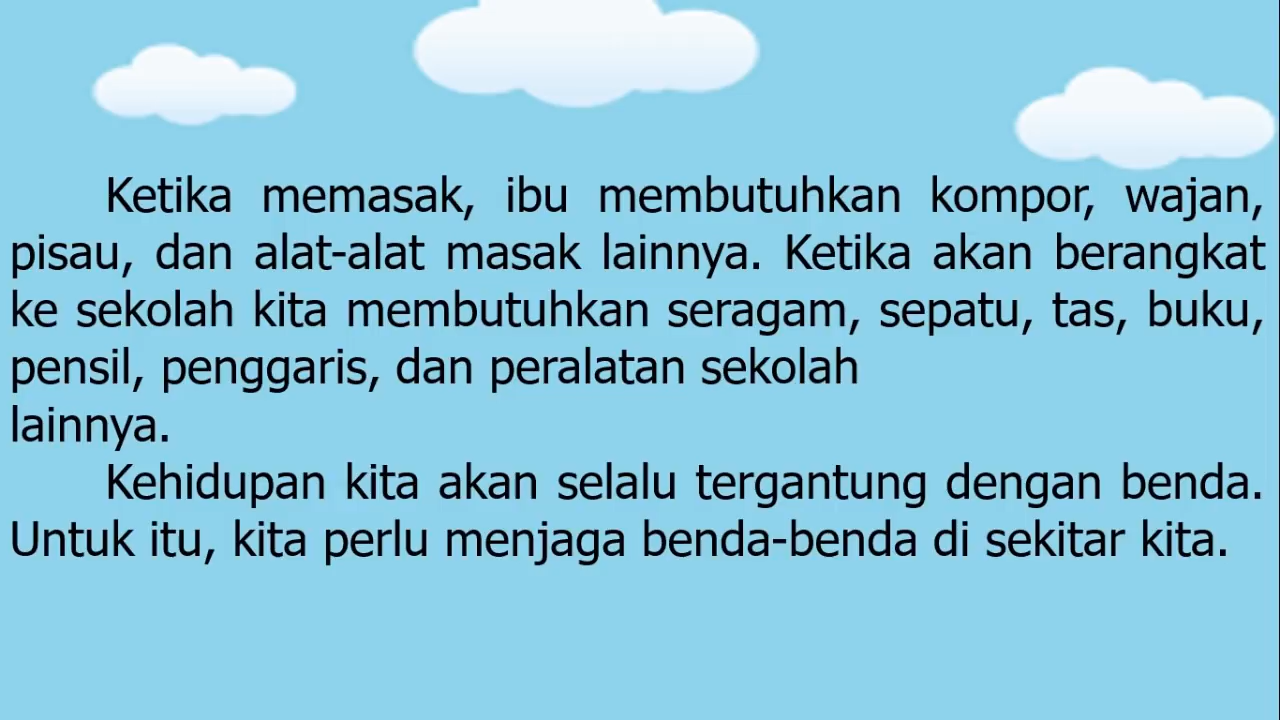 Ketika memasak, ibu membutuhkan kompor, wajan,
pisau, dan alat-alat masak lainnya. Ketika akan berangkat
ke sekolah kita membutuhkan seragam, sepatu, tas, buku,
pensil, penggaris, dan peralatan sekolah
lainnya.
Kehidupan kita akan selalu tergantung dengan benda.
Untuk itu, kita perlu menjaga benda-benda di sekitar kita.